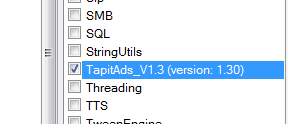 SMB
SQL
StringUtils
TapitAds_V1.3 (version: 1.30)
Threading
TTS
TweenEngine